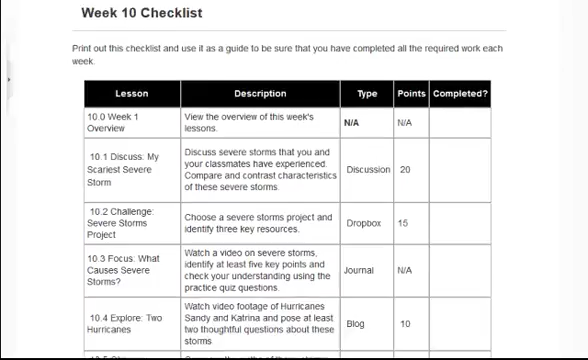 Week 10 Checklist
Print out this checklist and use it as a guide to be sure that you have completed all the required work each
week.
Lesson Description Type Points Completed?
10.0 Week 1
Overview
View the overview of this week's
lessons.
N/A
N/A
10.1 Discuss: My
Scariest Severe
Storm
Discuss severe storms that you and
your classmates have experienced.
Compare and contrast characteristics
of these severe storms.
Discussion
20
10.2 Challenge:
Severe Storms
Project
Choose a severe storms project and
identify three key resources.
Dropbox
15
10.3 Focus: What
Causes Severe
Storms?
Watch a video on severe storms,
identify at least five key points and
check your understanding using the
practice quiz questions.
Journal
N/A
10.4 Explore: Two
Hurricanes
Watch video footage of Hurricanes
Sandy and Katrina and pose at least
two thoughtful questions about these
storms
Blog
10